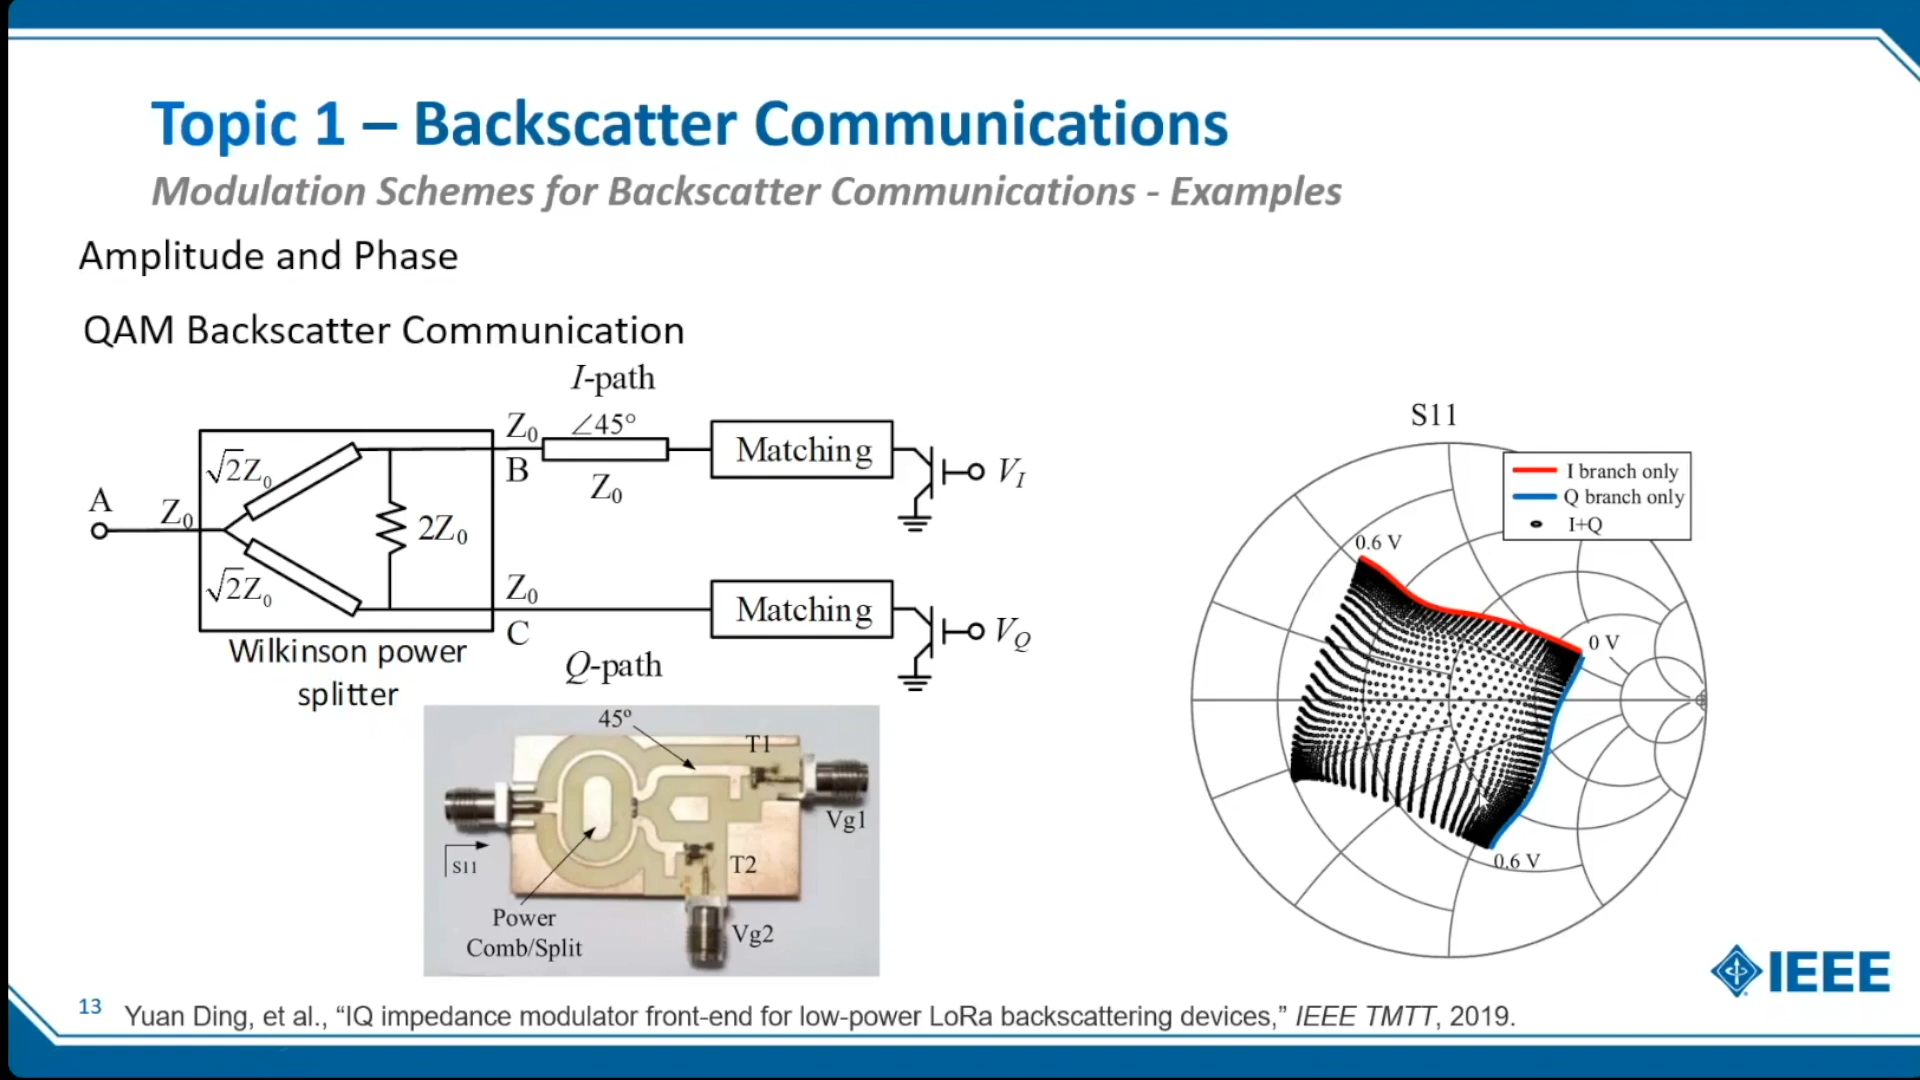 Topic 1 – Backscatter Communications
Modulation Schemes for Backscatter Communications - Examples
Amplitude and Phase
QAM Backscatter Communication
I-path
Z₀ ∠45°
√2Z₀
B
Matching
V_I
Z₀
A
Z₀
2Z₀
√2Z₀
Z₀
C
Matching
V_Q
Q-path
Wilkinson power
splitter
45º
T1
Vg1
S11
T2
Vg2
Power
Comb/Split
S11
I branch only
Q branch only
I+Q
0.6 V
0 V
0.6 V
IEEE
13
Yuan Ding, et al., “IQ impedance modulator front-end for low-power LoRa backscattering devices,” IEEE TMTT, 2019.